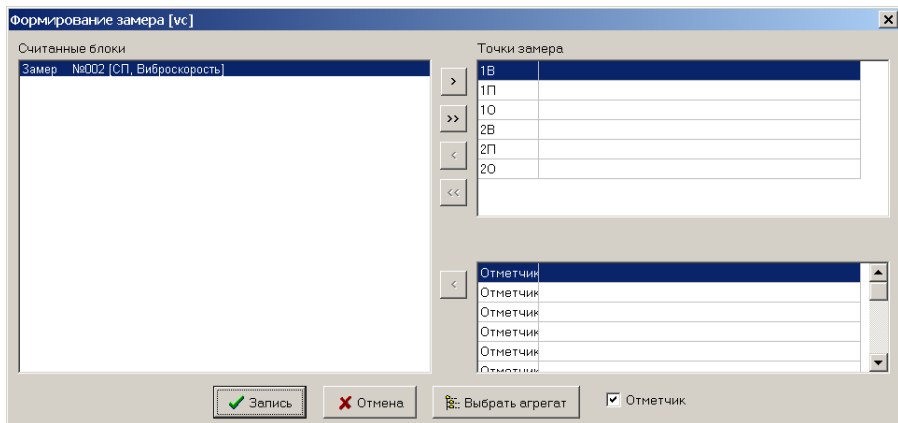 Формирование замера [vc]
Считанные блоки
Точки замера
Замер №002 [СП, Виброскорость]
>
>>
<
<<
1В
1П
1О
2В
2П
2О
<
Отметчик
Отметчик
Отметчик
Отметчик
Отметчик
Отметчик
Запись
Отмена
Выбрать агрегат
Отметчик